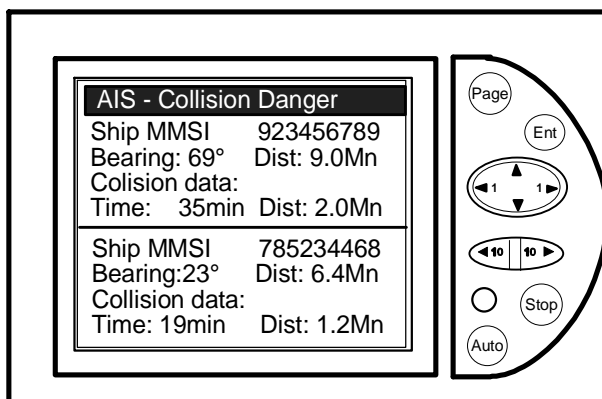 AIS - Collision Danger
Ship MMSI 923456789
Bearing: 69° Dist: 9.0Mn
Colision data:
Time: 35min Dist: 2.0Mn
Ship MMSI 785234468
Bearing:23° Dist: 6.4Mn
Collision data:
Time: 19min Dist: 1.2Mn
Page
Ent
1 1
10 10
Stop
Auto